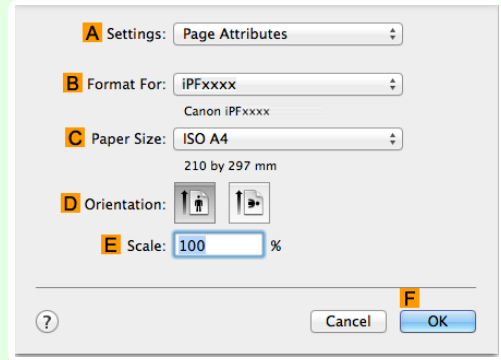 A Settings: Page Attributes
B Format For: iPFxxxx
Canon iPFxxxx
C Paper Size: ISO A4
210 by 297 mm
D Orientation:
E Scale: 100 %
F
? Cancel OK